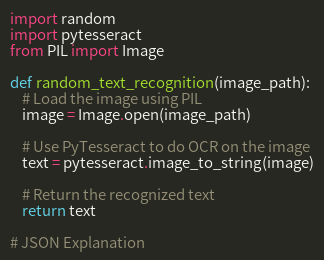 import random
import pytesseract
from PIL import Image

def random_text_recognition(image_path):
    # Load the image using PIL
    image = Image.open(image_path)

    # Use PyTesseract to do OCR on the image
    text = pytesseract.image_to_string(image)

    # Return the recognized text
    return text

# JSON Explanation